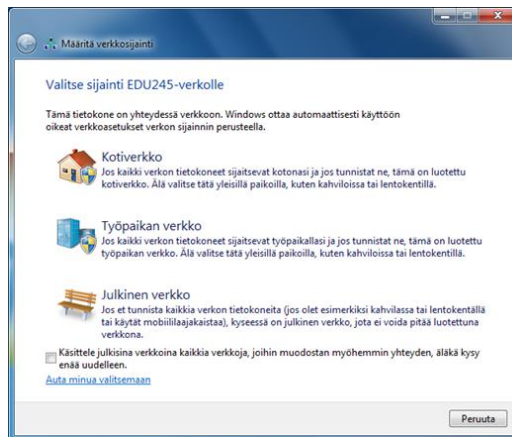 Määritä verkkosijainti
Valitse sijainti EDU245-verkolle
Tämä tietokone on yhteydessä verkkoon. Windows ottaa automaattisesti käyttöön
oikeat verkkoasetukset verkon sijainnin perusteella.
Kotiverkko
Jos kaikki verkon tietokoneet sijaitsevat kotonasi ja jos tunnistat ne, tämä on luotettu
kotiverkko. Älä valitse tätä yleisillä paikoilla, kuten kahviloissa tai lentokentillä.
Työpaikan verkko
Jos kaikki verkon tietokoneet sijaitsevat työpaikallasi ja jos tunnistat ne, tämä on luotettu
työpaikan verkko. Älä valitse tätä yleisillä paikoilla, kuten kahviloissa tai lentokentillä.
Julkinen verkko
Jos et tunnista kaikkia verkon tietokoneita (jos olet esimerkiksi kahvilassa tai lentokentällä
tai käytät mobiililaajakaistaa), kyseessä on julkinen verkko, jota ei voida pitää luotettuna
verkkona.
Käsittele julkisina verkkoina kaikkia verkkoja, joihin muodostan myöhemmin yhteyden, äläkä kysy
enää uudelleen.
Auta minua valitsemaan
Peruuta